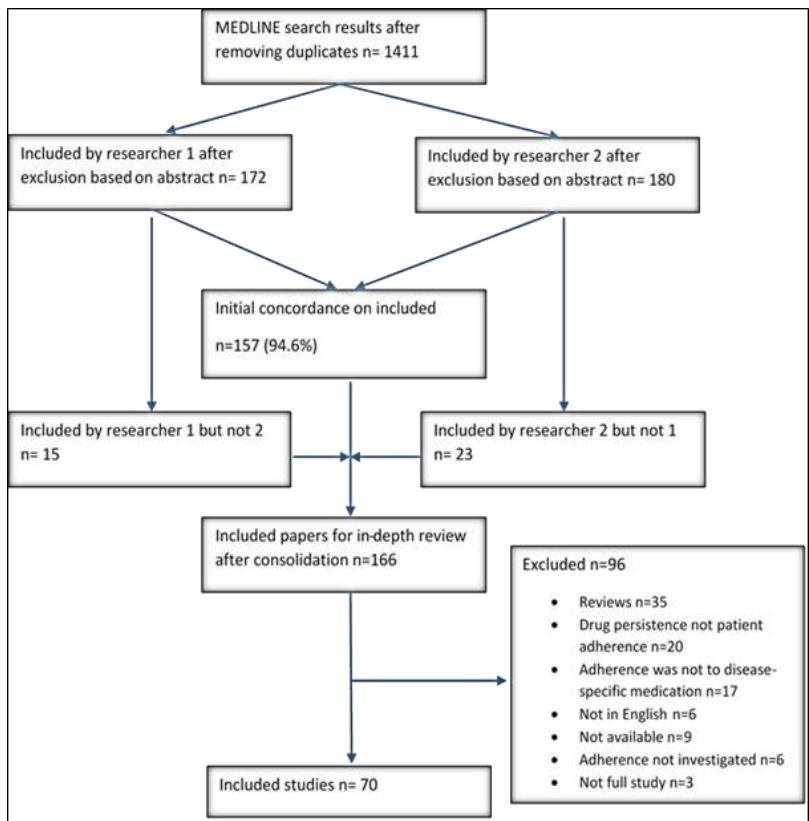 MEDLINE search results after
removing duplicates n= 1411
Included by researcher 1 after
exclusion based on abstract n= 172
Included by researcher 2 after
exclusion based on abstract n= 180
Initial concordance on included
n=157 (94.6%)
Included by researcher 1 but not 2
n= 15
Included by researcher 2 but not 1
n= 23
Included papers for in-depth review
after consolidation n=166
Excluded n=96
• Reviews n=35
• Drug persistence not patient
adherence n=20
• Adherence was not to disease-
specific medication n=17
• Not in English n=6
• Not available n=9
• Adherence not investigated n=6
• Not full study n=3
Included studies n= 70